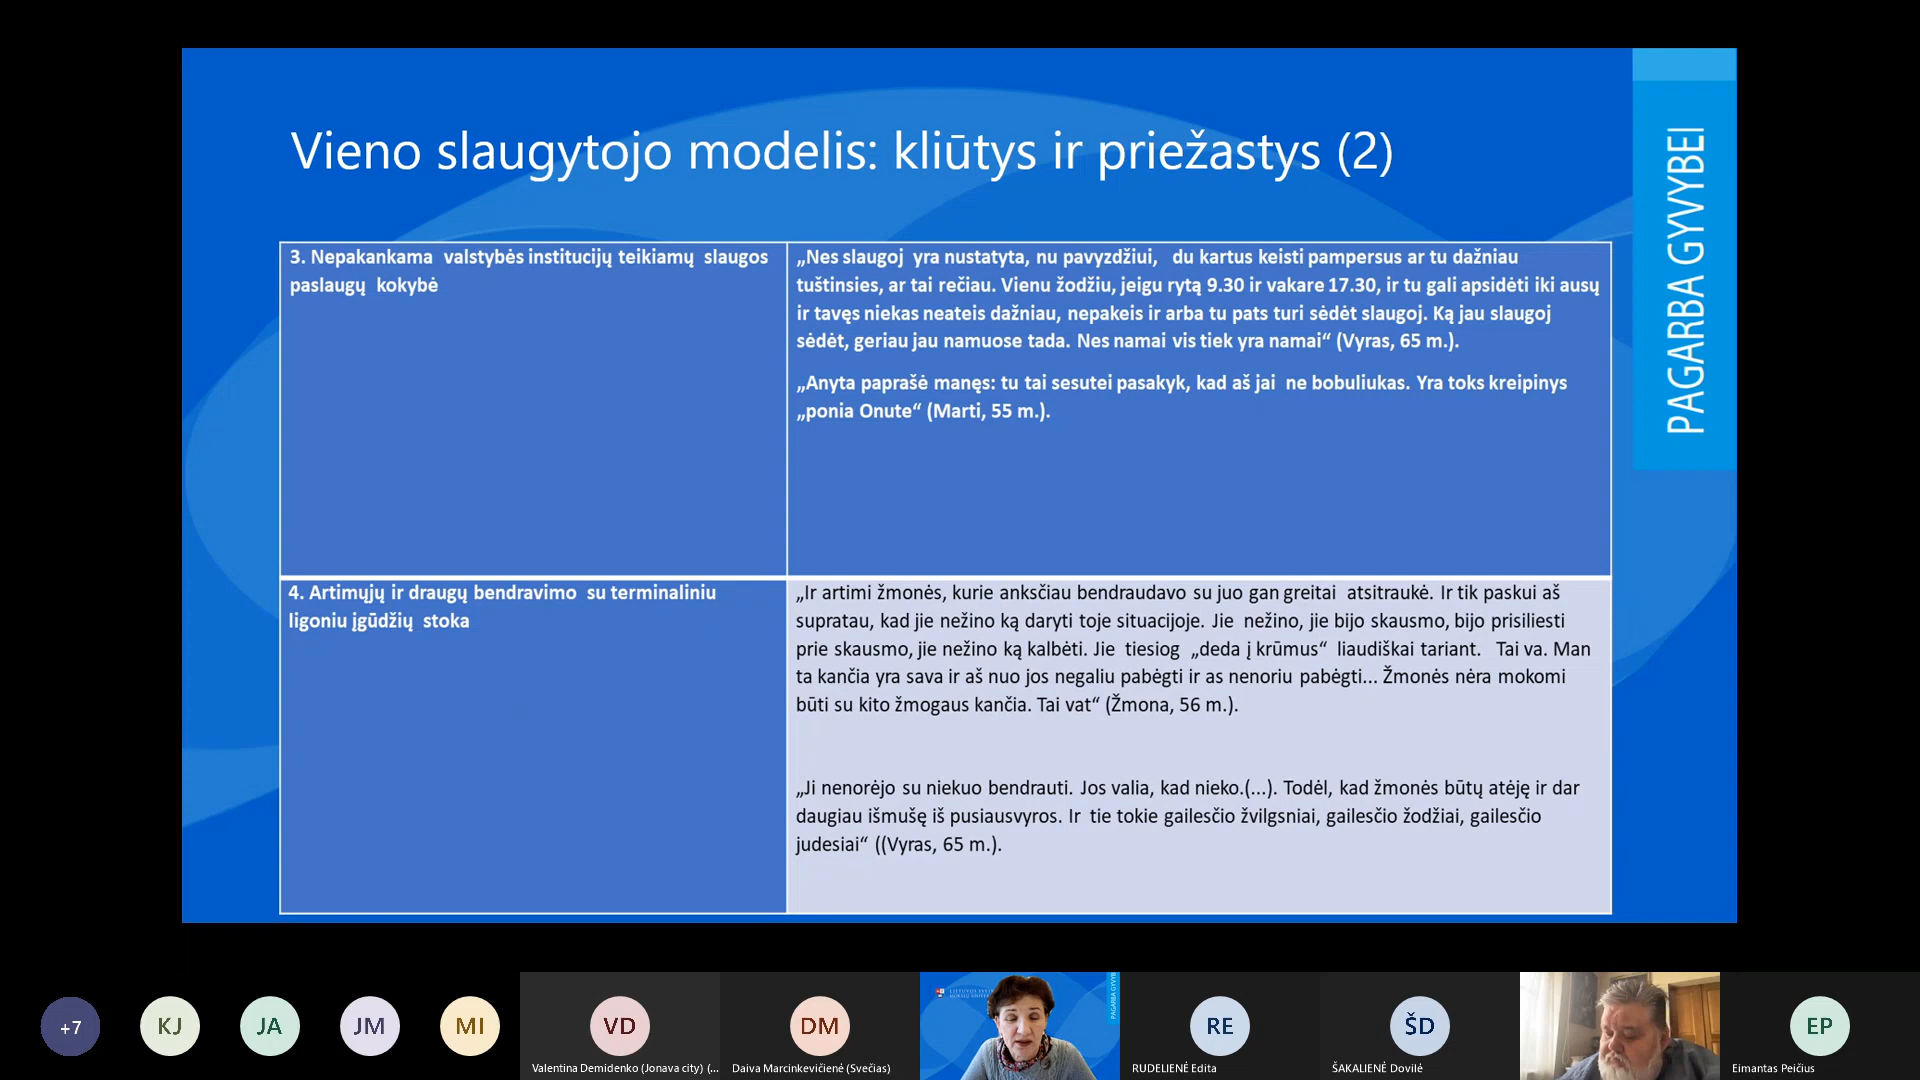 Vieno slaugytojo modelis: kliūtys ir priežastys (2)
PAGARBA GYVYBEI
3. Nepakankama valstybės institucijų teikiamų slaugos
paslaugų kokybė
„Nes slaugoj yra nustatyta, nu pavyzdžiui, du kartus keisti pampersus ar tu dažniau
tuštinsies, ar tai rečiau. Vienu žodžiu, jeigu rytą 9.30 ir vakare 17.30, ir tu gali apsidėti iki ausų
ir tavęs niekas neateis dažniau, nepakeis ir arba tu pats turi sėdėt slaugoj. Ką jau slaugoj
sėdėt, geriau jau namuose tada. Nes namai vis tiek yra namai“ (Vyras, 65 m.).
„Anyta paprašė manęs: tu tai sesutei pasakyk, kad aš jai ne bobuliukas. Yra toks kreipinys
„ponia Onute“ (Marti, 55 m.).
4. Artimųjų ir draugų bendravimo su terminaliniu
ligoniu įgūdžių stoka
„Ir artimi žmonės, kurie anksčiau bendraudavo su juo gan greitai atsitraukė. Ir tik paskui aš
supratau, kad jie nežino ką daryti toje situacijoje. Jie nežino, jie bijo skausmo, bijo prisiliesti
prie skausmo, jie nežino ką kalbėti. Jie tiesiog „deda į krūmus“ liaudiškai tariant. Tai va. Man
ta kančia yra sava ir aš nuo jos negaliu pabėgti ir as nenoriu pabėgti... Žmonės nėra mokomi
būti su kito žmogaus kančia. Tai vat“ (Žmona, 56 m.).
„Ji nenorėjo su niekuo bendrauti. Jos valia, kad nieko.(...). Todėl, kad žmonės būtų atėję ir dar
daugiau išmušę iš pusiausvyros. Ir tie tokie gailesčio žvilgsniai, gailesčio žodžiai, gailesčio
judesiai“ ((Vyras, 65 m.).
+7
KJ
JA
JM
MI
VD
DM
RE
ŠD
EP
Valentina Demidenko (Jonava city) (...
Daiva Marcinkevičienė (Svečias)
RUDELIENĖ Edita
ŠAKALIENĖ Dovilė
Eimantas Peičius